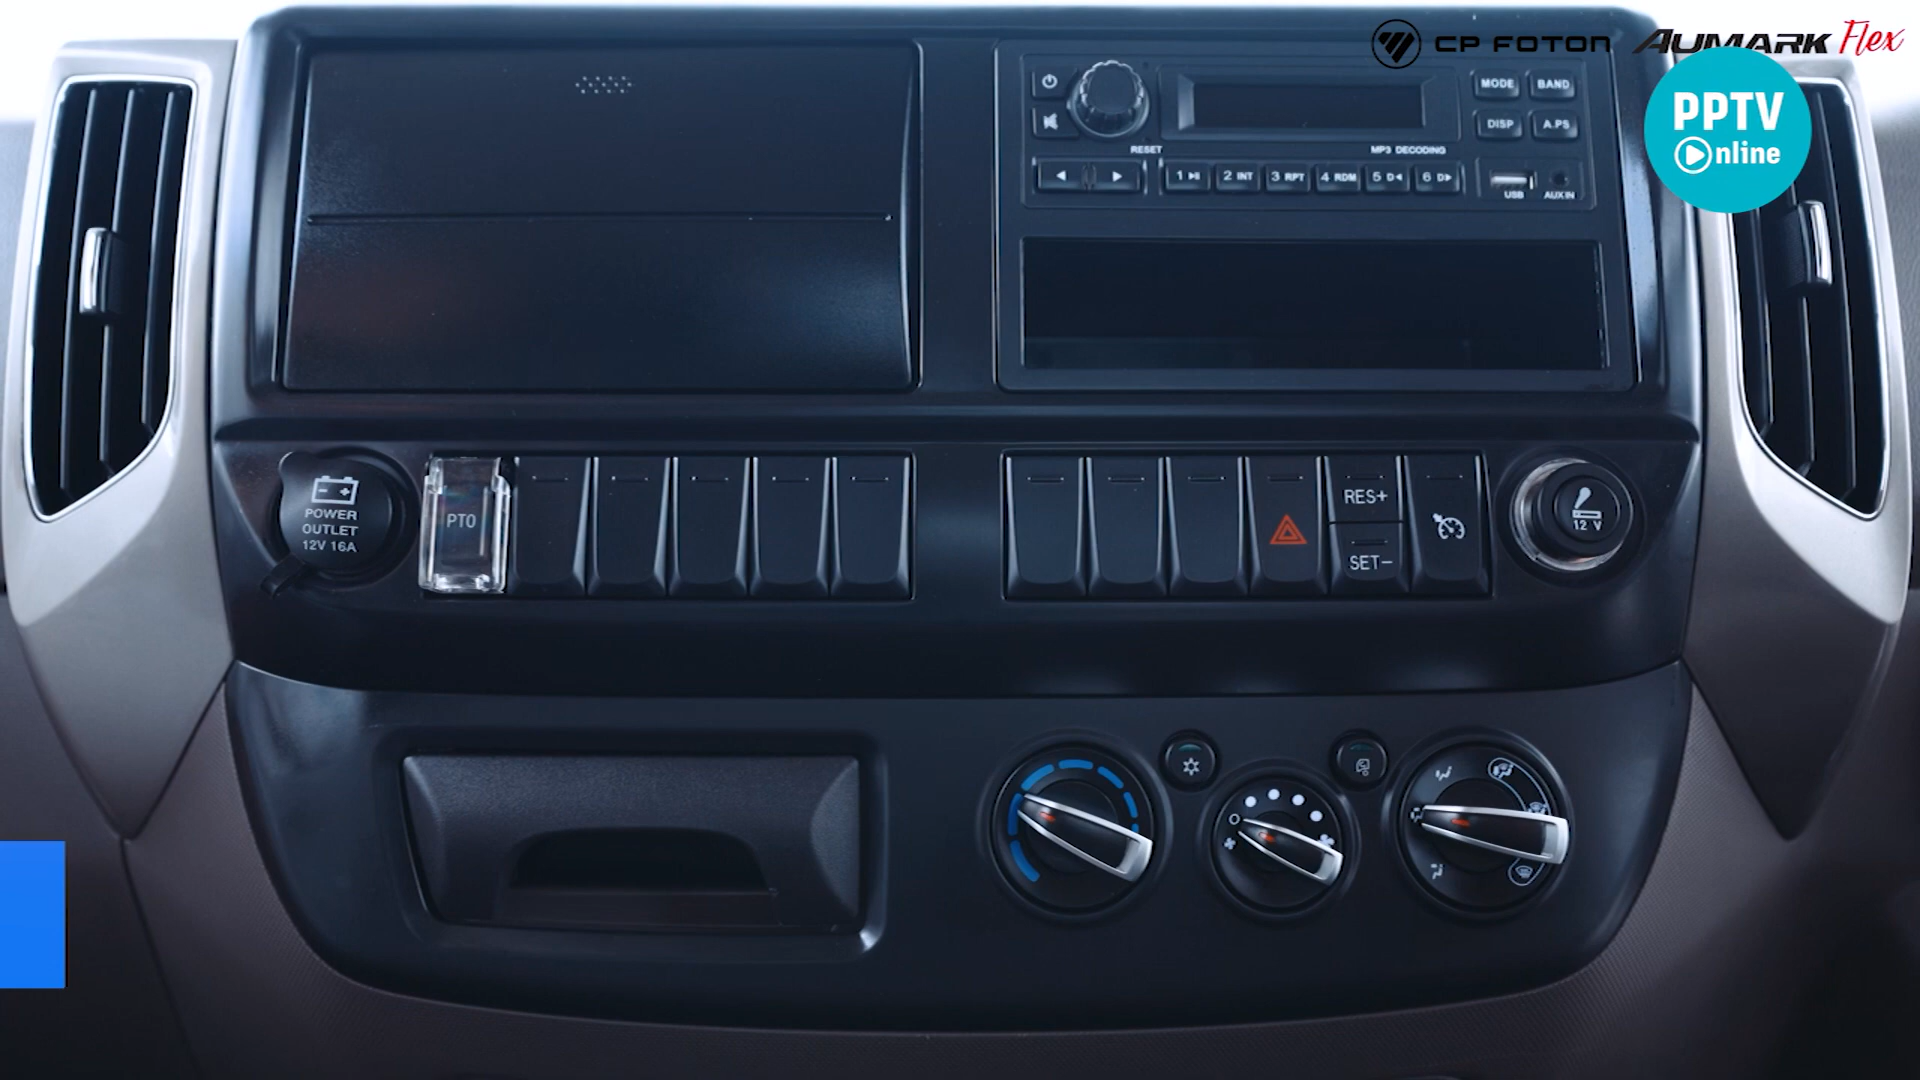 CP FOTON AUMARK Flex
PPTV
Online
MODE BAND
DISP A.PS
RESET MP3 DECODING
1 2 INT 3 RPT 4 RDM 5 D 6 D
USB AUX IN
POWER
OUTLET
12V 16A
PTO
RES+
SET-
12 V